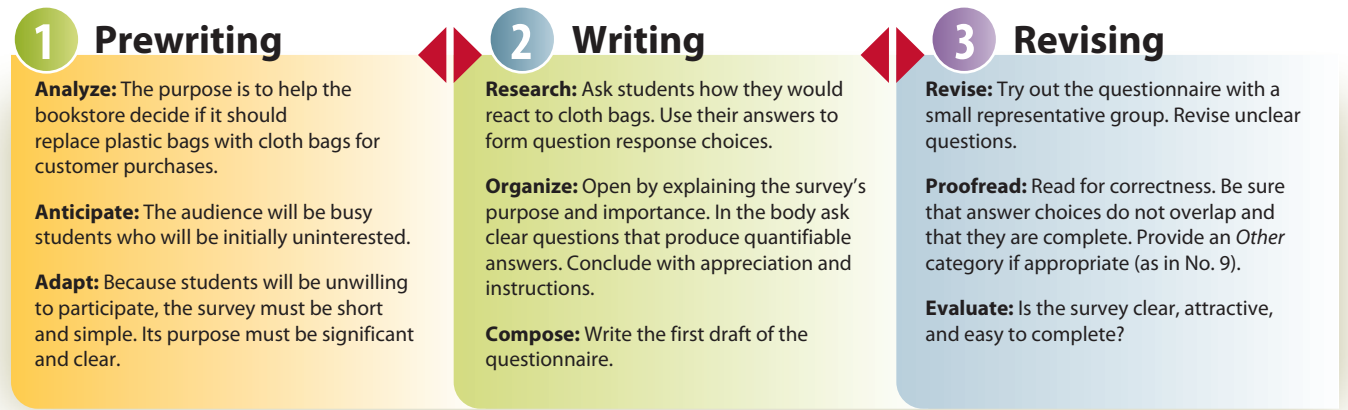 1 Prewriting
Analyze: The purpose is to help the
bookstore decide if it should
replace plastic bags with cloth bags for
customer purchases.
Anticipate: The audience will be busy
students who will be initially uninterested.
Adapt: Because students will be unwilling
to participate, the survey must be short
and simple. Its purpose must be significant
and clear.
2 Writing
Research: Ask students how they would
react to cloth bags. Use their answers to
form question response choices.
Organize: Open by explaining the survey’s
purpose and importance. In the body ask
clear questions that produce quantifiable
answers. Conclude with appreciation and
instructions.
Compose: Write the first draft of the
questionnaire.
3 Revising
Revise: Try out the questionnaire with a
small representative group. Revise unclear
questions.
Proofread: Read for correctness. Be sure
that answer choices do not overlap and
that they are complete. Provide an Other
category if appropriate (as in No. 9).
Evaluate: Is the survey clear, attractive,
and easy to complete?